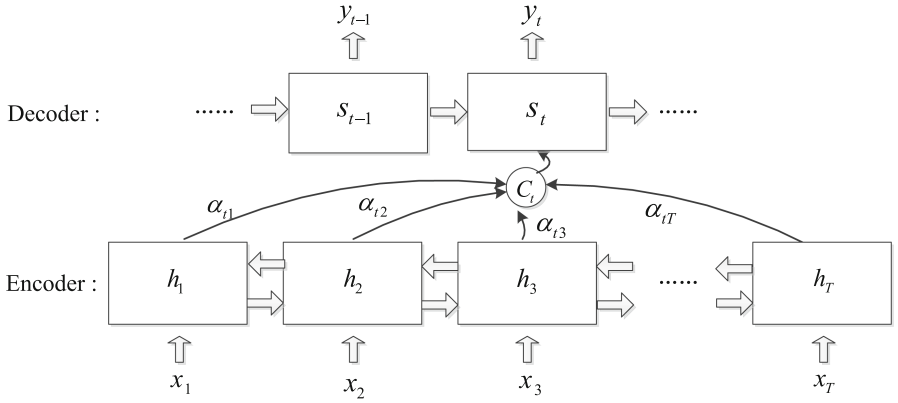 y_{t-1} y_t
Decoder : ...... s_{t-1} s_t ......
C_t
α_{t1} α_{t2} α_{t3} α_{tT}
Encoder : h_1 h_2 h_3 ...... h_T
x_1 x_2 x_3 x_T